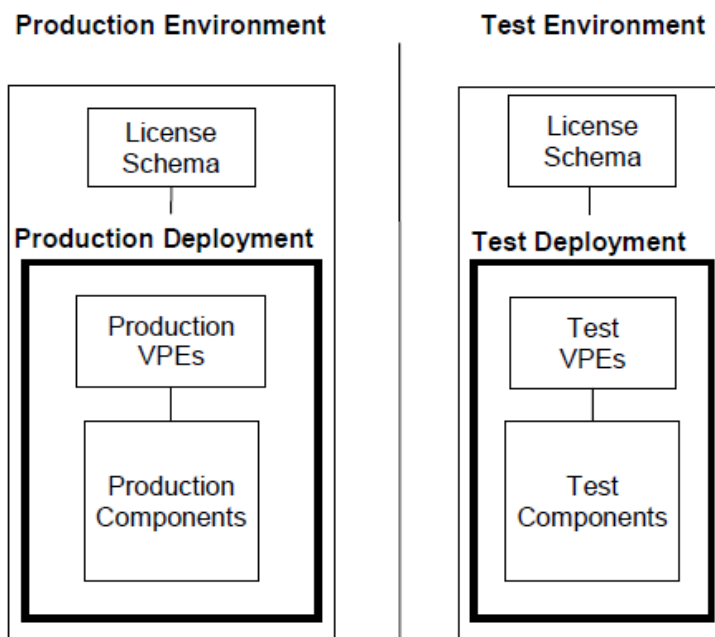 Production Environment
Test Environment
License
Schema
License
Schema
Production Deployment
Test Deployment
Production
VPEs
Test
VPEs
Production
Components
Test
Components